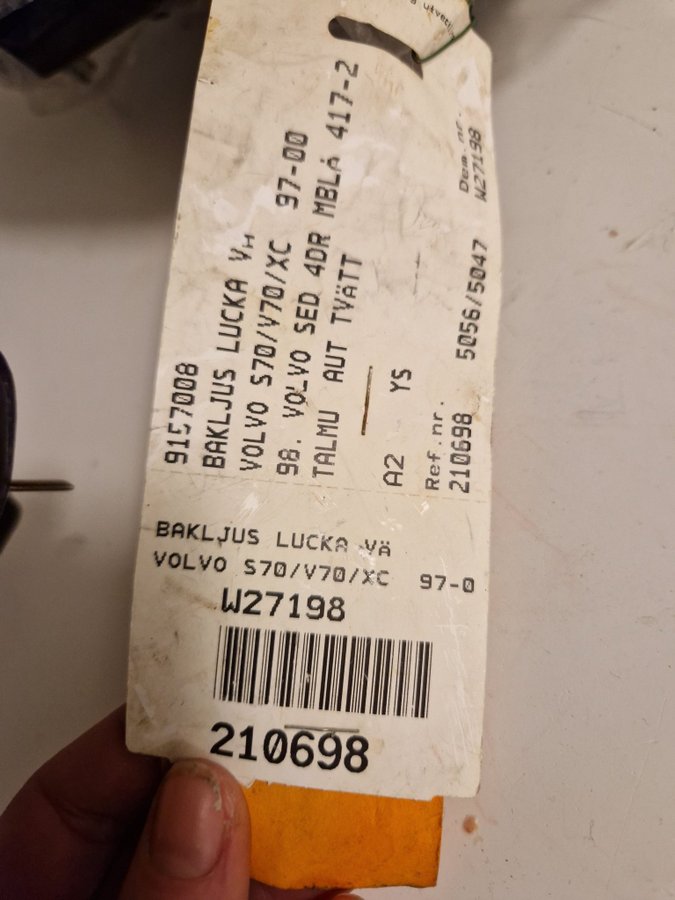 utveti
9157008
BAKLJUS LUCKA VÄ
VOLVO S70/V70/XC 97-00
98. VOLVO SED 4DR MBLÅ 417-2
TALMU AUT TVÄTT
A2 YS
Ref.nr. Dem.nr.
210698 5056/5047 W27198
BAKLJUS LUCKA VÄ
VOLVO S70/V70/XC 97-0
W27198
210698